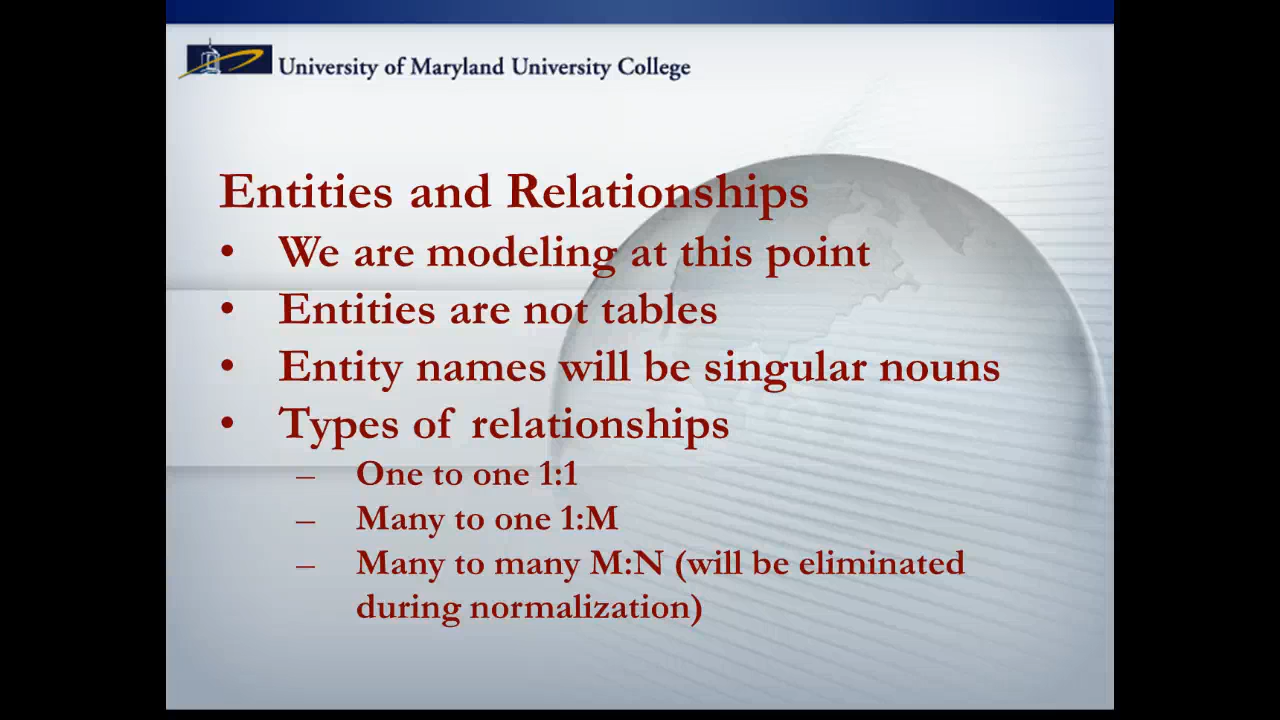 University of Maryland University College
Entities and Relationships
• We are modeling at this point
• Entities are not tables
• Entity names will be singular nouns
• Types of relationships
– One to one 1:1
– Many to one 1:M
– Many to many M:N (will be eliminated
during normalization)